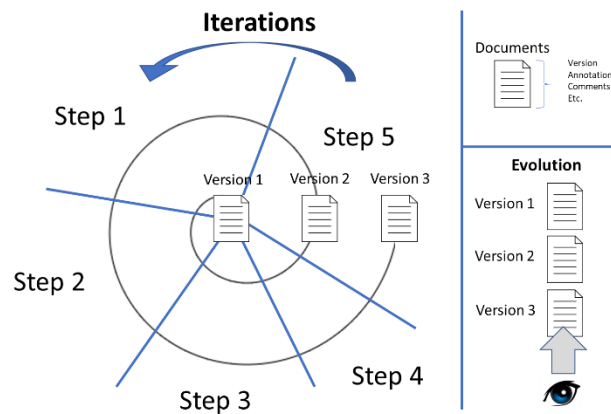 Iterations
Step 1
Step 5
Version 1
Version 2
Version 3
Step 2
Step 3
Step 4
Documents
Version
Annotation
Comments
Etc.
Evolution
Version 1
Version 2
Version 3